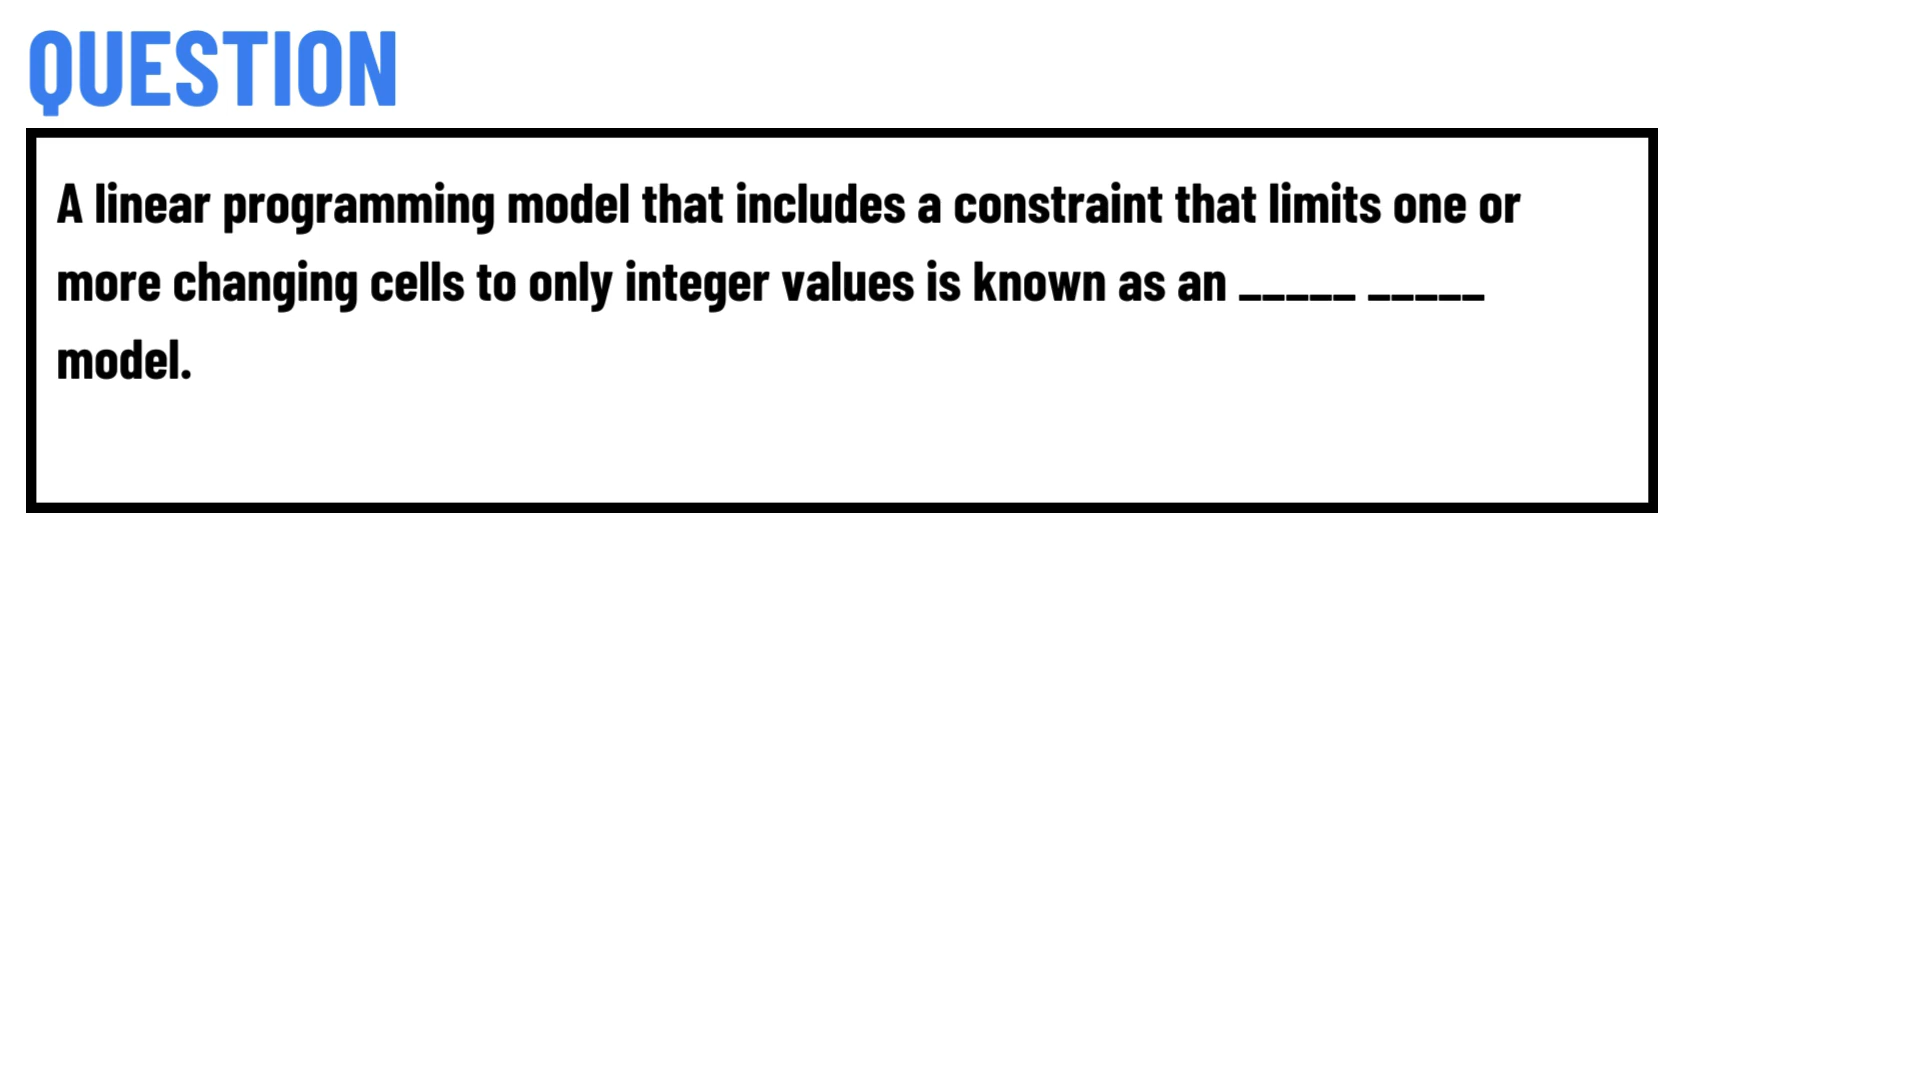 QUESTION
A linear programming model that includes a constraint that limits one or
more changing cells to only integer values is known as an _____ _____
model.